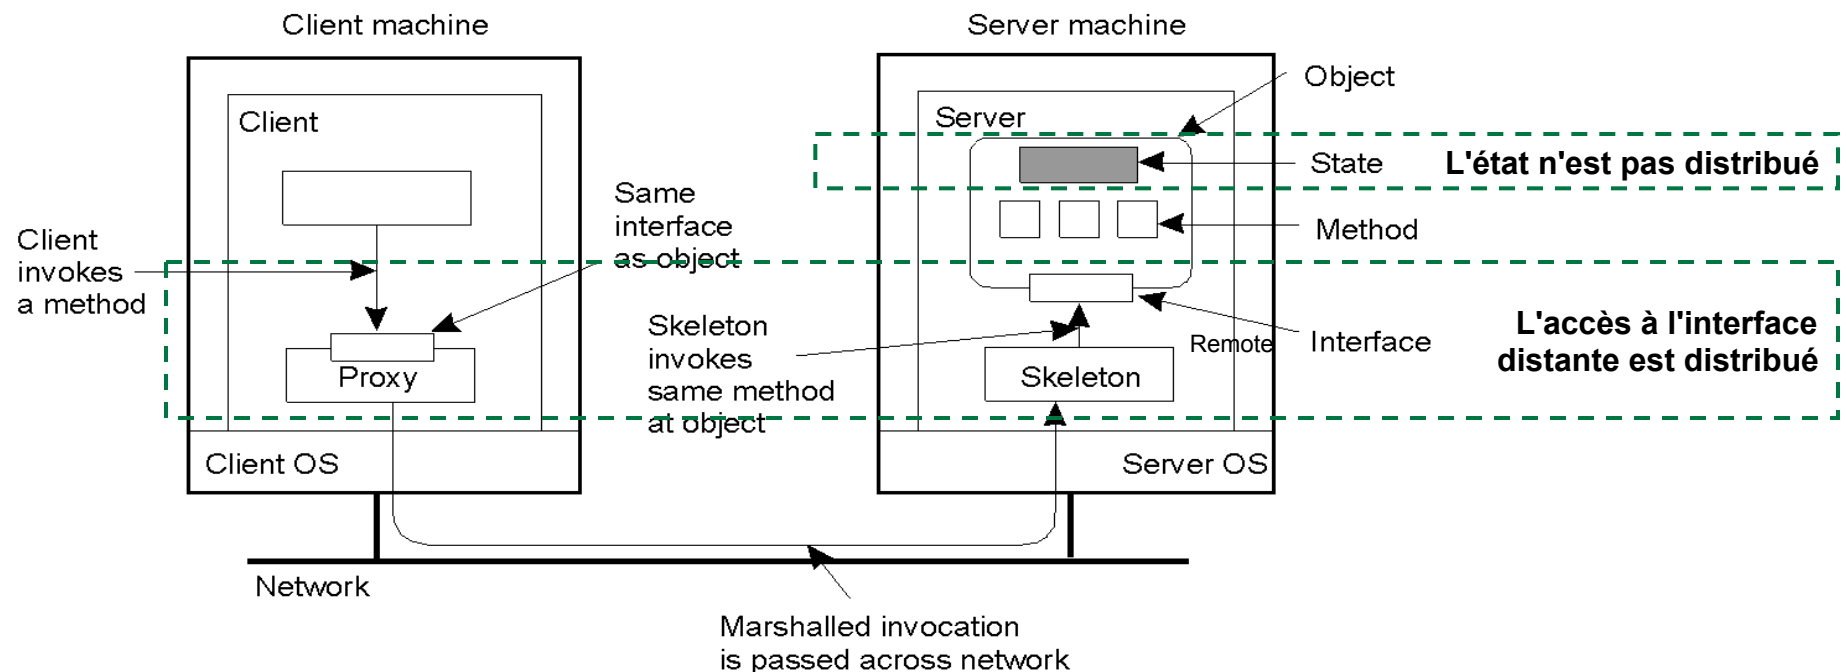 Client machine
Server machine
Object
Client
Server
State
L'état n'est pas distribué
Same
interface
as object
Method
Client
invokes
a method
Skeleton
invokes
same method
at object
Remote
Interface
L'accès à l'interface
distante est distribué
Proxy
Skeleton
Client OS
Server OS
Network
Marshalled invocation
is passed across network